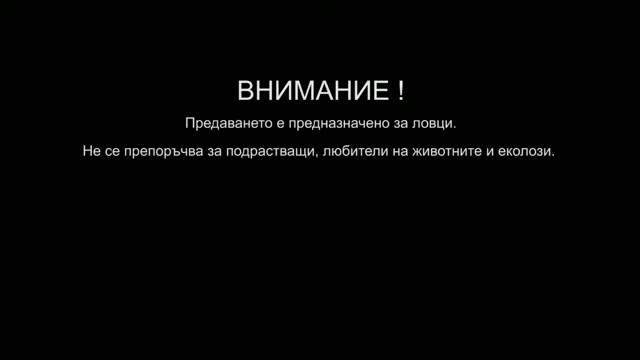 ВНИМАНИЕ !
Предаването е предназначено за ловци.
Не се препоръчва за подрастващи, любители на животните и еколози.